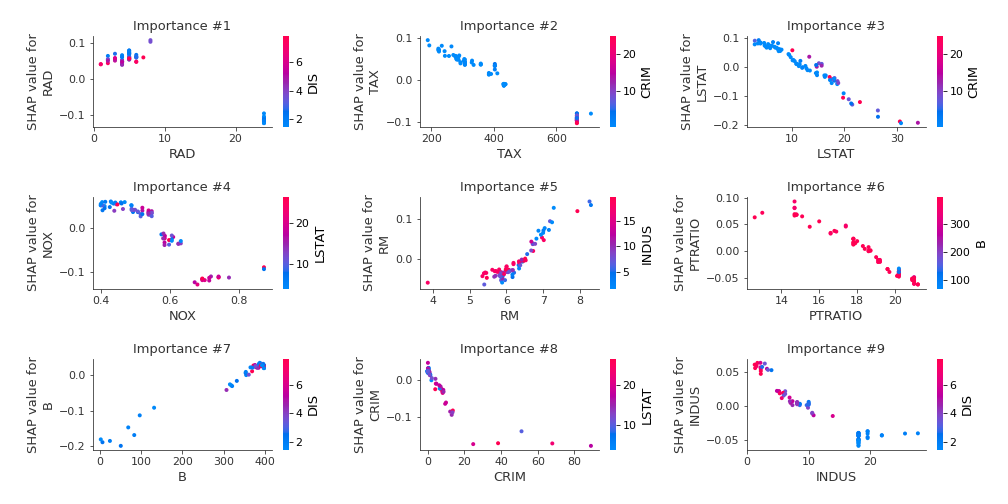 Importance #1
SHAP value for
RAD
0.1
0.0
−0.1
0
10
20
RAD
6
4
2
DIS
Importance #2
SHAP value for
TAX
0.1
0.0
−0.1
200
400
600
TAX
20
10
CRIM
Importance #3
SHAP value for
LSTAT
0.1
0.0
−0.1
−0.2
10
20
30
LSTAT
20
10
CRIM
Importance #4
SHAP value for
NOX
0.0
−0.1
0.4
0.6
0.8
NOX
20
10
LSTAT
Importance #5
SHAP value for
RM
0.1
0.0
4
5
6
7
8
RM
15
10
5
INDUS
Importance #6
SHAP value for
PTRATIO
0.10
0.05
0.00
−0.05
14
16
18
20
PTRATIO
300
200
100
B
Importance #7
SHAP value for
B
0.0
−0.1
−0.2
0
100
200
300
400
B
6
4
2
DIS
Importance #8
SHAP value for
CRIM
0.0
−0.1
0
20
40
60
80
CRIM
20
10
LSTAT
Importance #9
SHAP value for
INDUS
0.05
0.00
−0.05
0
10
20
INDUS
6
4
2
DIS